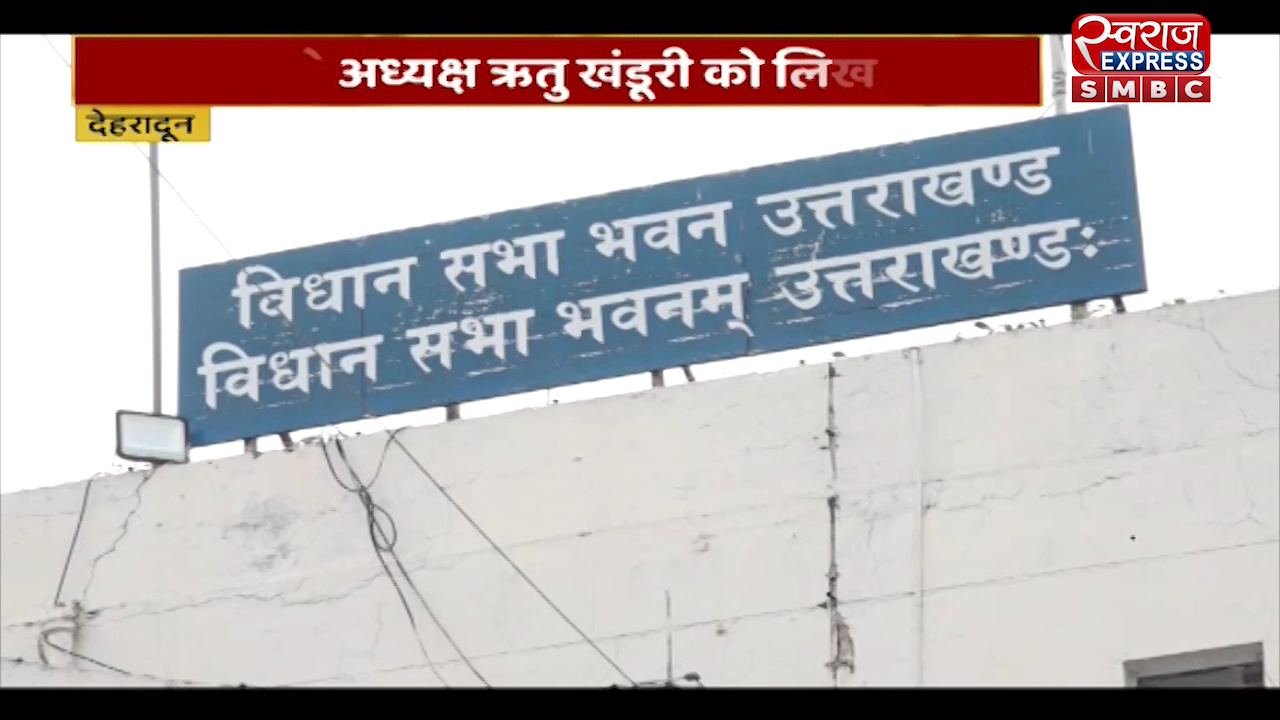 अध्यक्ष ऋतु खंडूरी को लिख
स्वराज
EXPRESS
SMBC
देहरादून
विधान सभा भवन उत्तराखण्ड
विधान सभा भवनम् उत्तराखण्ड: